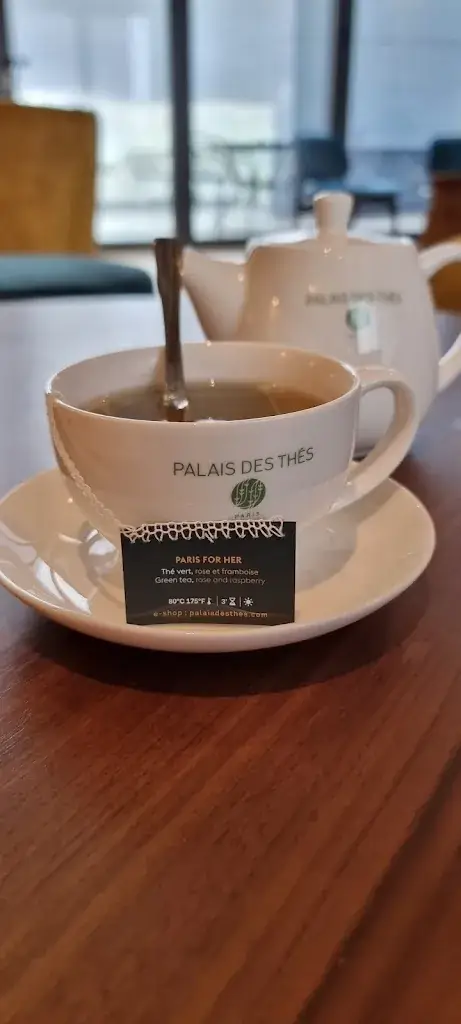 PALAIS DES THÉS
PALAIS DES THÉS
PARIS
PARIS FOR HER
Thé vert, rose et framboise
Green tea, rose and raspberry
80°C 175°F | 3' |
e-shop : palaisdesthes.com